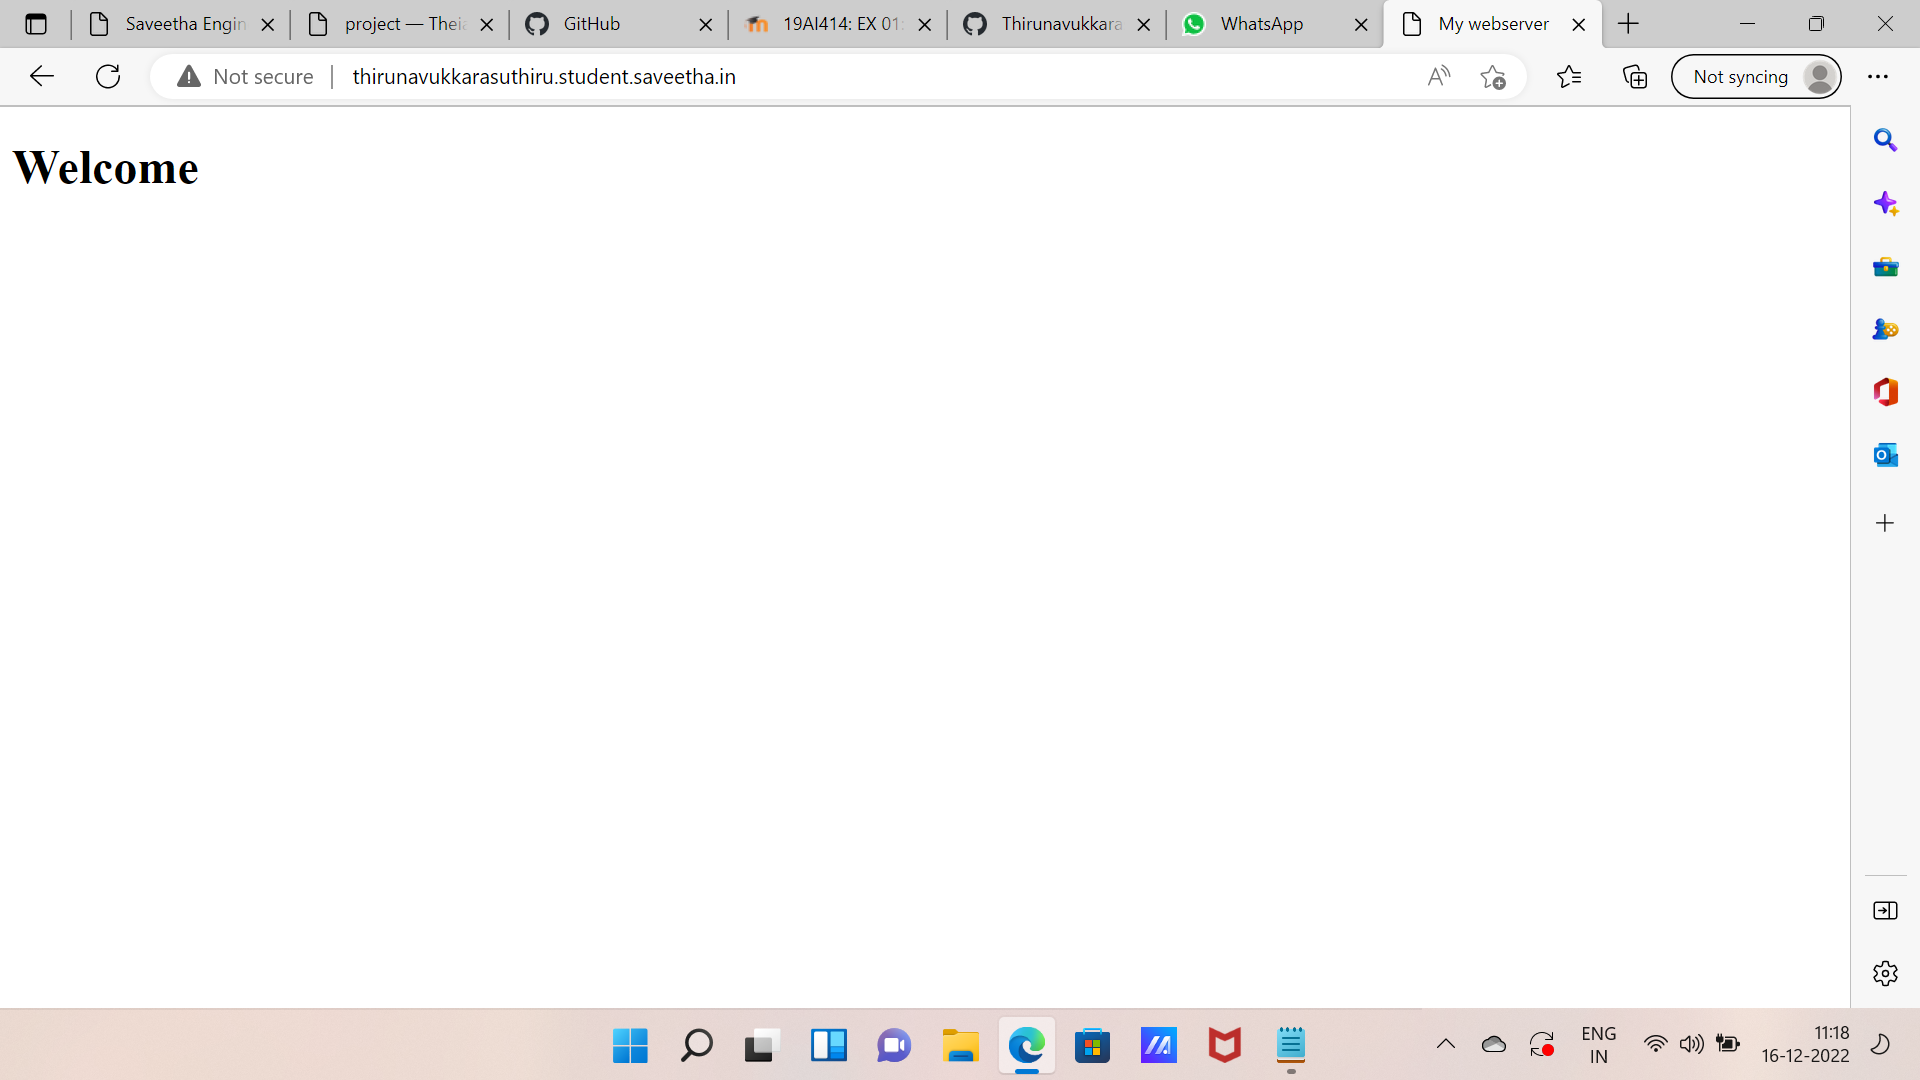 Saveetha Engin
project — Theia
GitHub
19AI414: EX 01:
Thirunavukkara
WhatsApp
My webserver
Not secure
thirunavukkarasuthiru.student.saveetha.in
Not syncing
Welcome
ENG
IN
11:18
16-12-2022